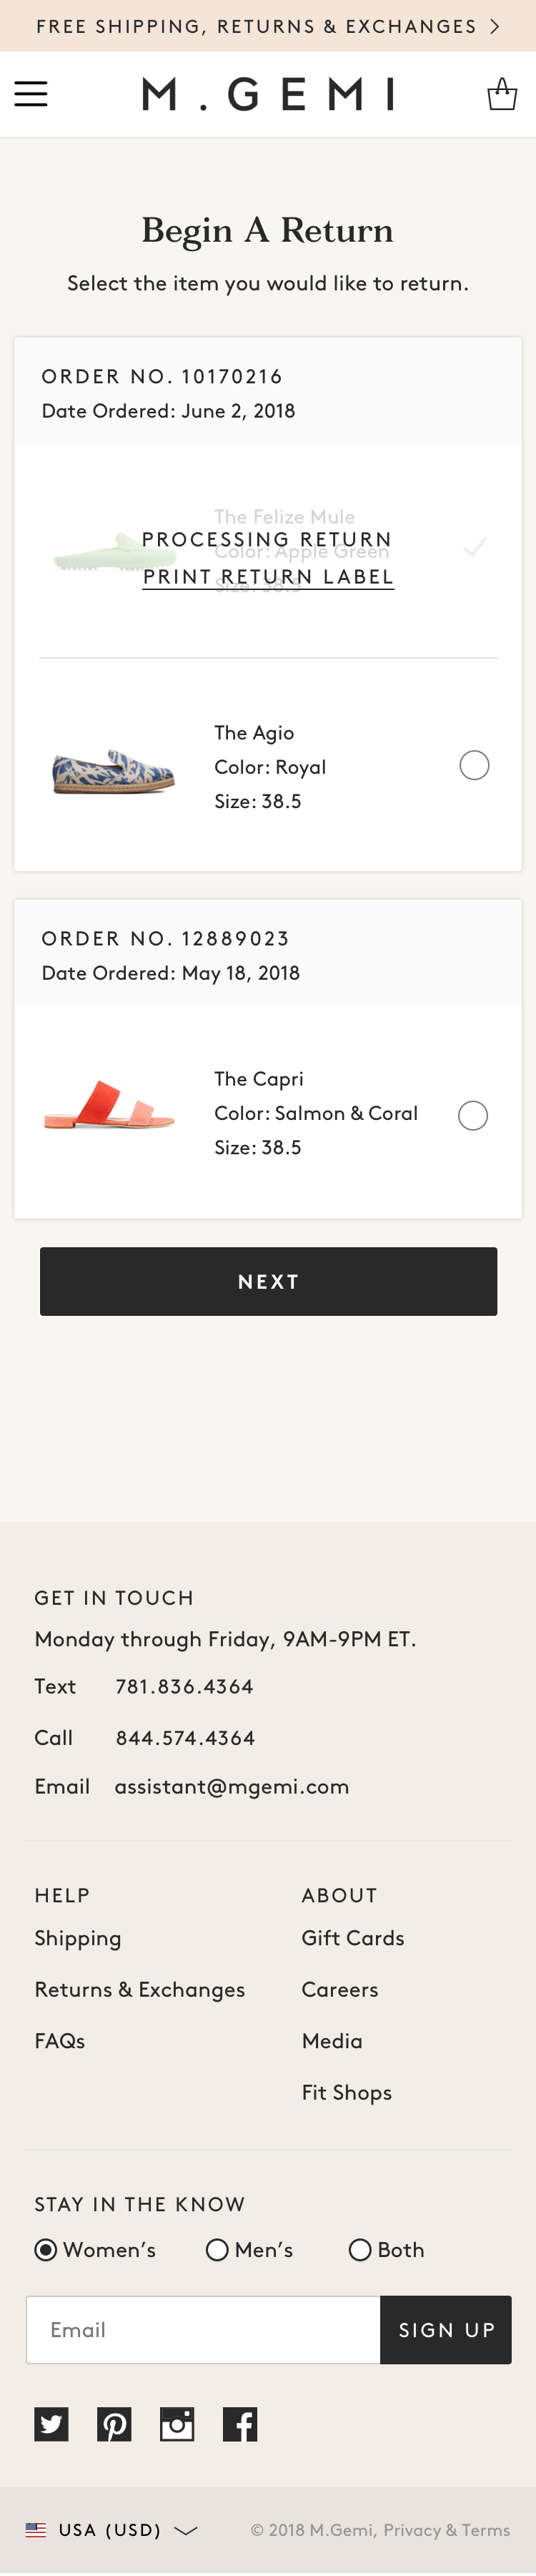 FREE SHIPPING, RETURNS & EXCHANGES
M.GEMI
Begin A Return
Select the item you would like to return.
ORDER NO. 10170216
Date Ordered: June 2, 2018
The Felize Mule
PROCESSING RETURN
Color: Apple Green
PRINT RETURN LABEL
Size: 38.5
The Agio
Color: Royal
Size: 38.5
ORDER NO. 12889023
Date Ordered: May 18, 2018
The Capri
Color: Salmon & Coral
Size: 38.5
NEXT
GET IN TOUCH
Monday through Friday, 9AM-9PM ET.
Text 781.836.4364
Call 844.574.4364
Email assistant@mgemi.com
HELP
Shipping
Returns & Exchanges
FAQs
ABOUT
Gift Cards
Careers
Media
Fit Shops
STAY IN THE KNOW
Women’s Men’s Both
Email SIGN UP
USA (USD) © 2018 M.Gemi, Privacy & Terms